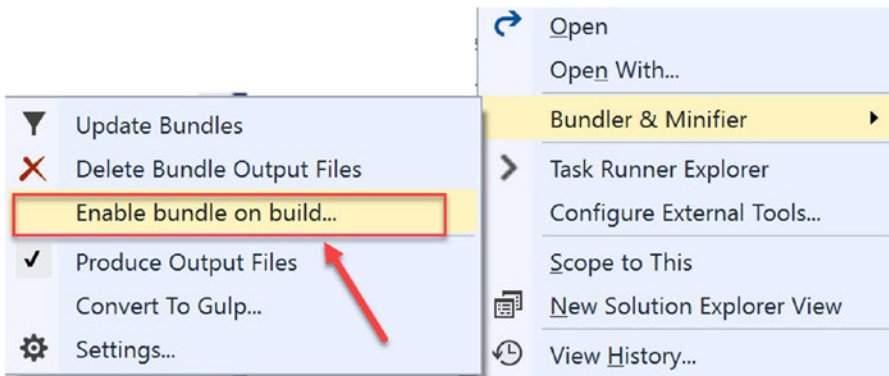 Open
Open With...
Bundler & Minifier
Task Runner Explorer
Configure External Tools...
Scope to This
New Solution Explorer View
View History...
Update Bundles
Delete Bundle Output Files
Enable bundle on build...
Produce Output Files
Convert To Gulp...
Settings...